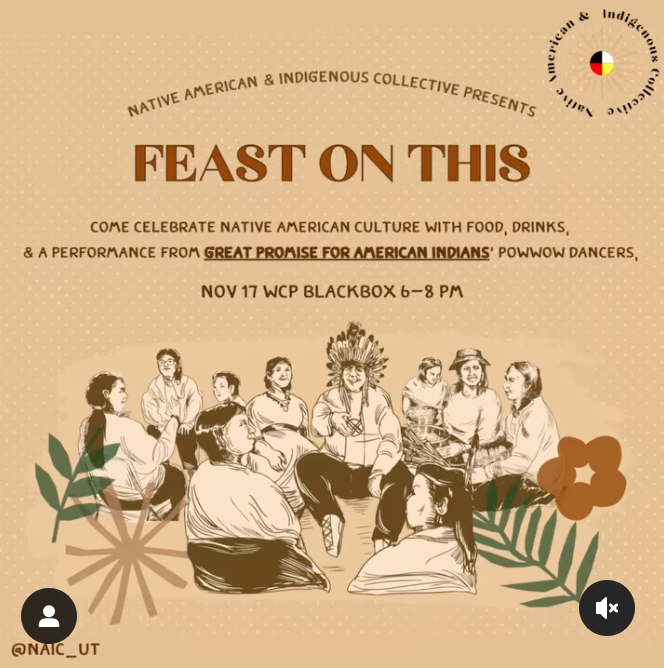 Native American & Indigenous Collective
NATIVE AMERICAN & INDIGENOUS COLLECTIVE PRESENTS
FEAST ON THIS
COME CELEBRATE NATIVE AMERICAN CULTURE WITH FOOD, DRINKS,
& A PERFORMANCE FROM GREAT PROMISE FOR AMERICAN INDIANS' POWWOW DANCERS,
NOV 17 WCP BLACKBOX 6–8 PM
@NAIC_UT